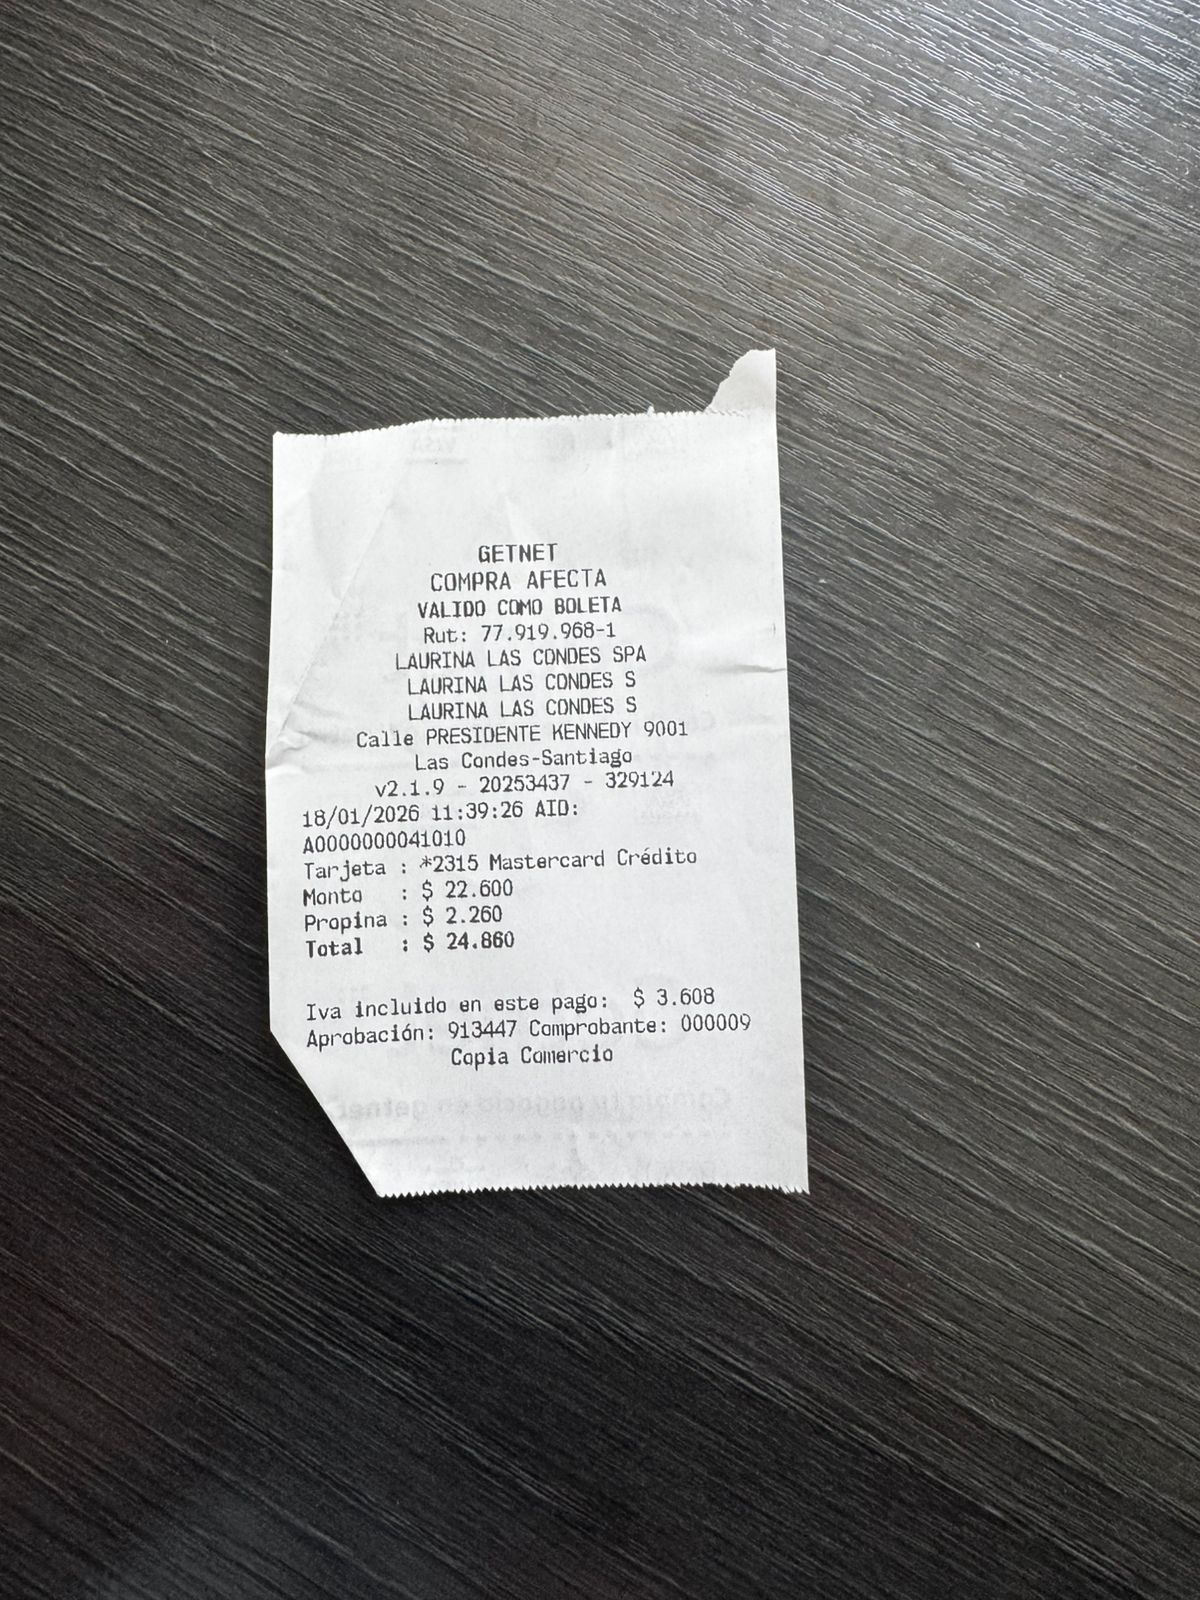 GETNET
COMPRA AFECTA
VALIDO COMO BOLETA
Rut: 77.919.968-1
LAURINA LAS CONDES SPA
LAURINA LAS CONDES S
LAURINA LAS CONDES S
Calle PRESIDENTE KENNEDY 9001
Las Condes-Santiago
v2.1.9 - 20253437 - 329124
18/01/2026 11:39:26 AID:
A0000000041010
Tarjeta : *2315 Mastercard Crédito
Monto : $ 22.600
Propina : $ 2.260
Total : $ 24.860
Iva incluido en este pago: $ 3.608
Aprobación: 913447 Comprobante: 000009
Copia Comercio